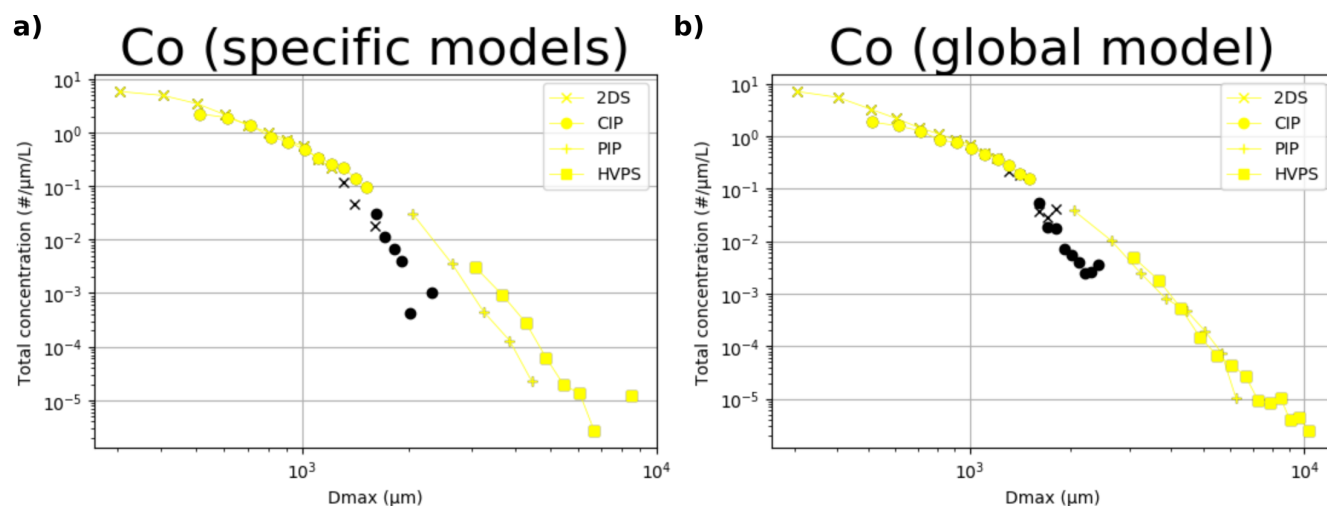 a)
Co (specific models)
10¹
10⁰
10⁻¹
10⁻²
10⁻³
10⁻⁴
10⁻⁵
Total concentration (#/μm/L)
2DS
CIP
PIP
HVPS
10³
10⁴
Dmax (μm)
b)
Co (global model)
10¹
10⁰
10⁻¹
10⁻²
10⁻³
10⁻⁴
10⁻⁵
Total concentration (#/μm/L)
2DS
CIP
PIP
HVPS
10³
10⁴
Dmax (μm)